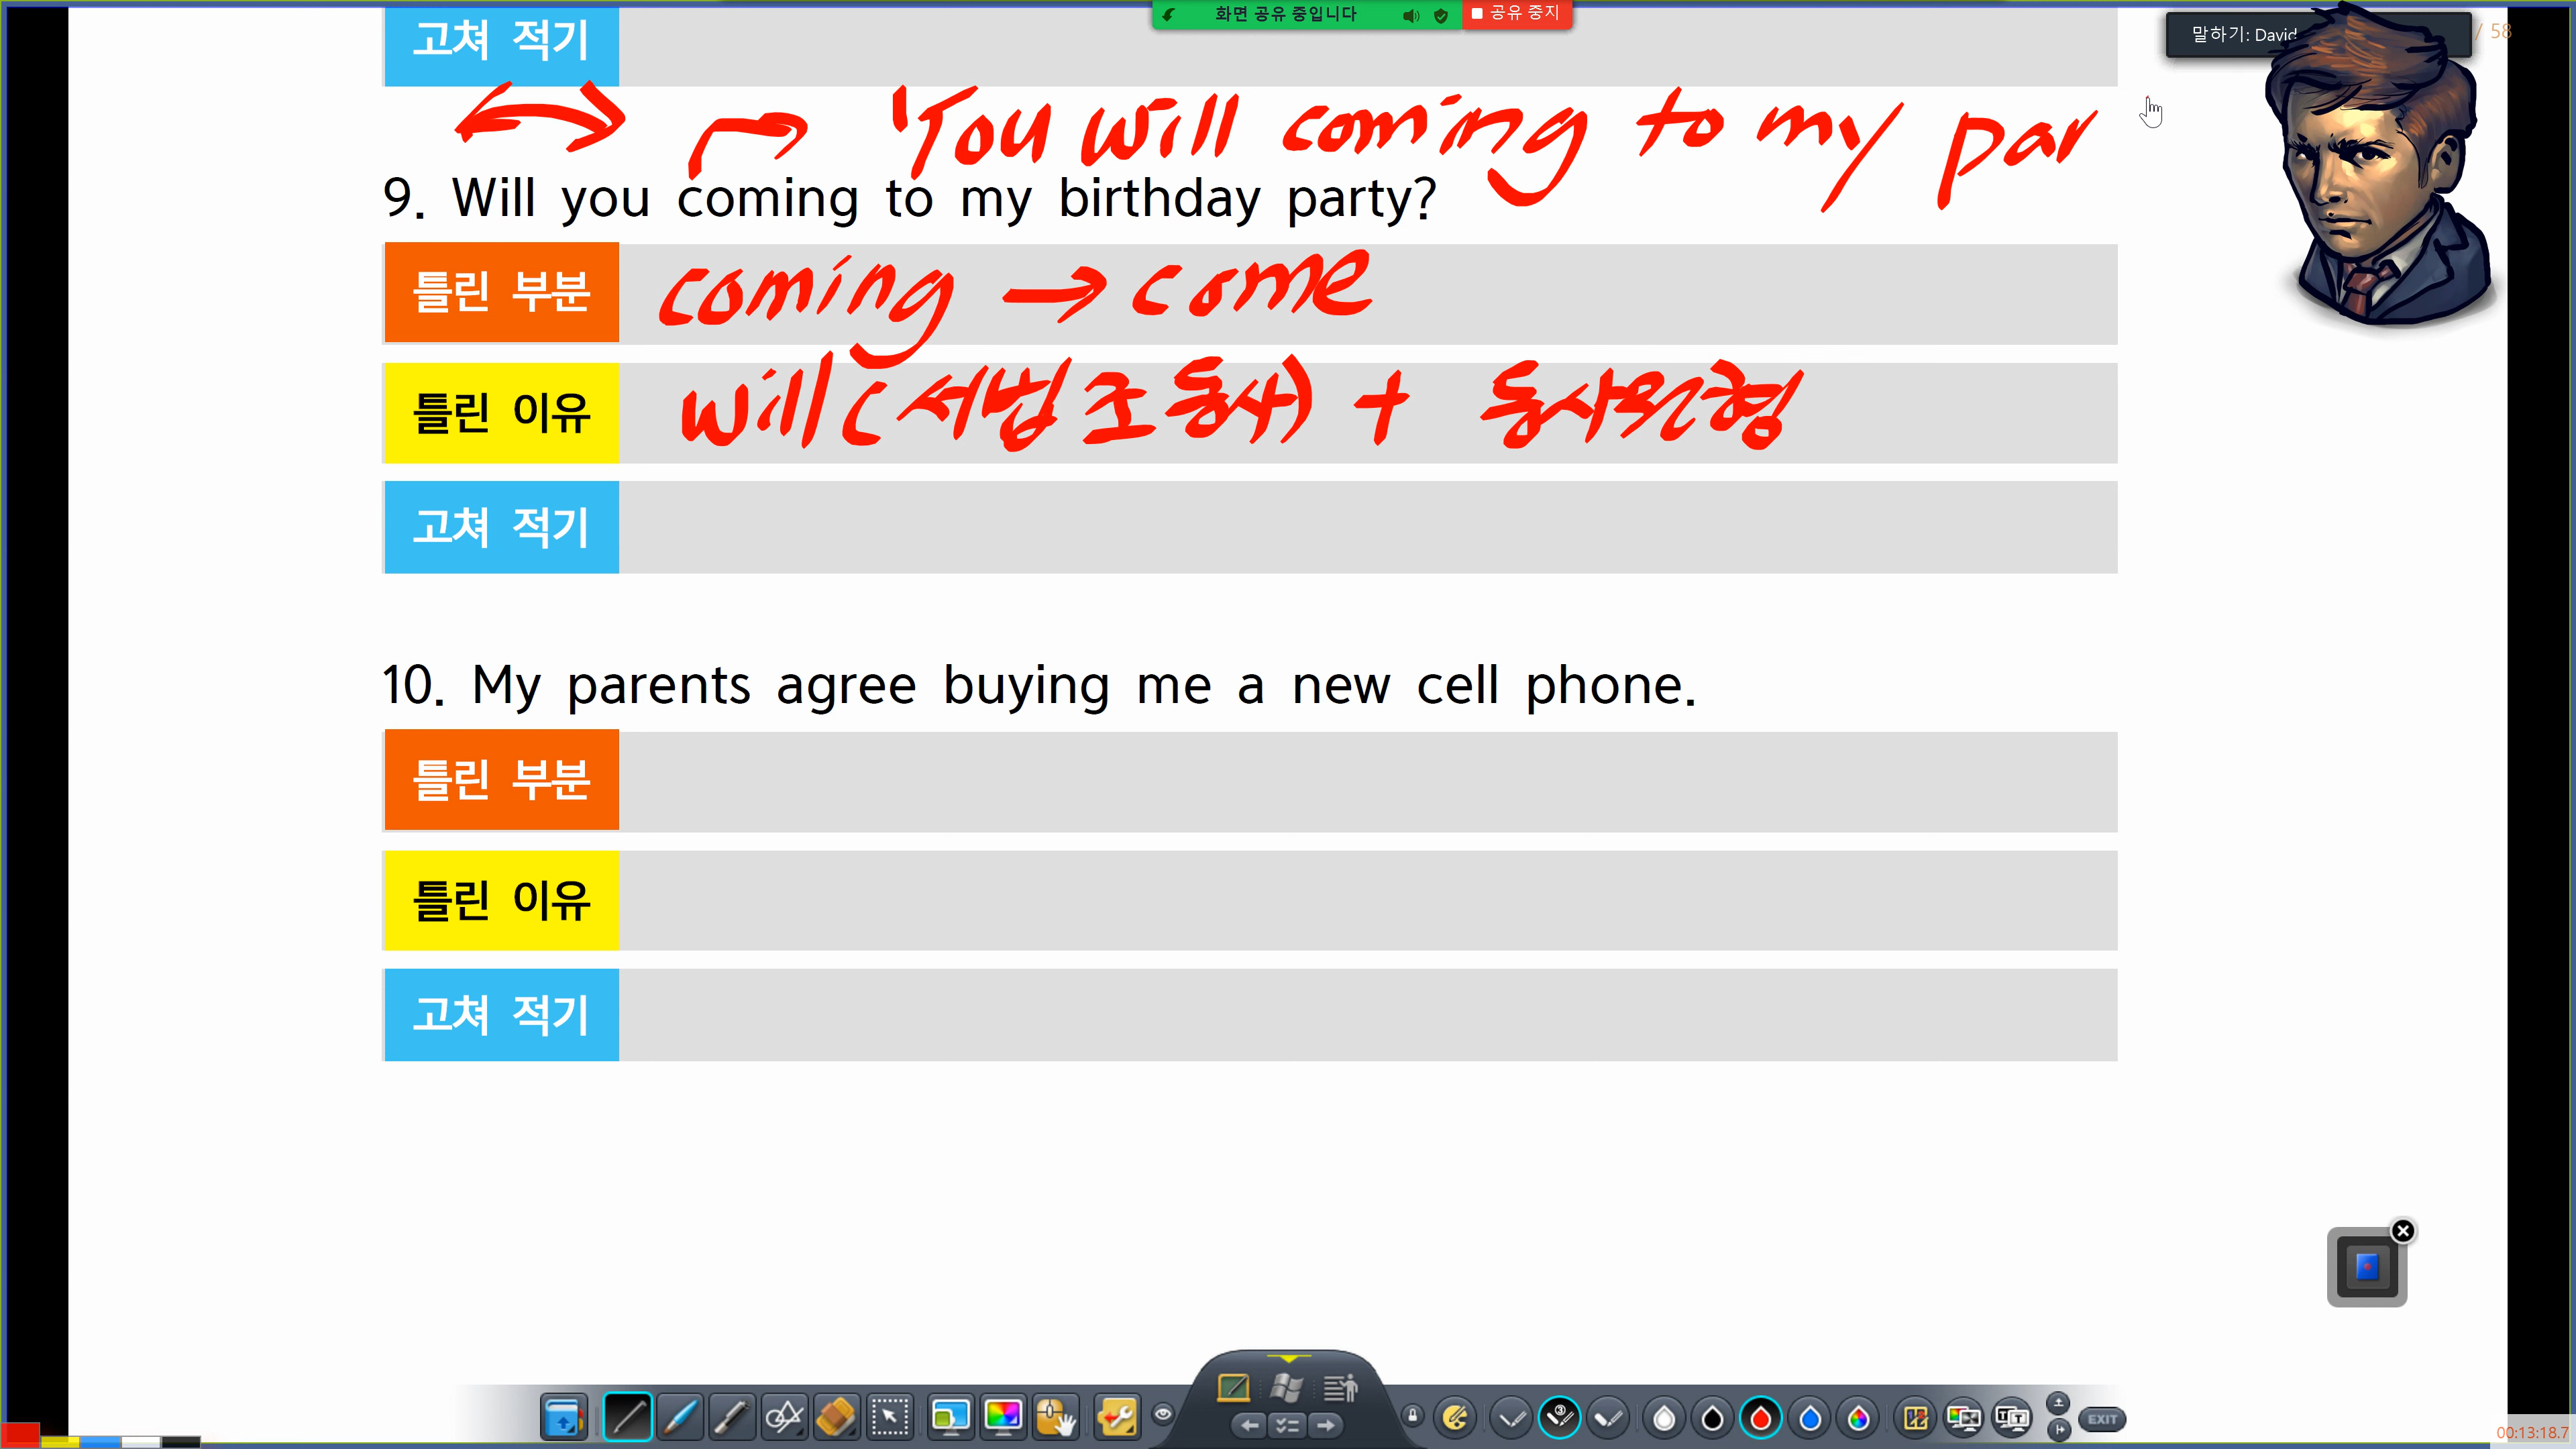 화면 공유 중입니다
공유 중지
말하기: David
/ 58
고쳐 적기
You will coming to my par
9. Will you coming to my birthday party?
틀린 부분 coming → come
틀린 이유 will (서법조동사) + 동사원형
고쳐 적기
10. My parents agree buying me a new cell phone.
틀린 부분
틀린 이유
고쳐 적기
EXIT
00:13:18.7